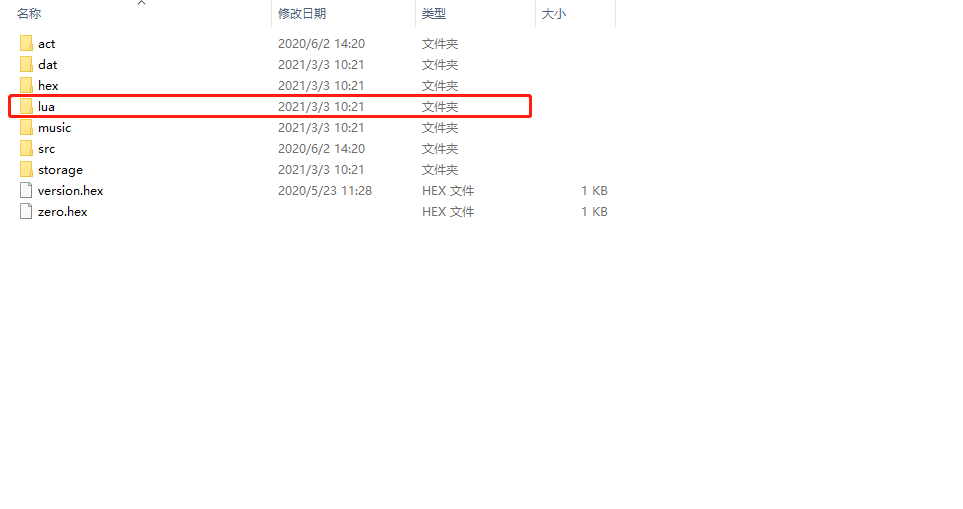 名称 修改日期 类型 大小
act 2020/6/2 14:20 文件夹
dat 2021/3/3 10:21 文件夹
hex 2021/3/3 10:21 文件夹
lua 2021/3/3 10:21 文件夹
music 2021/3/3 10:21 文件夹
src 2020/6/2 14:20 文件夹
storage 2021/3/3 10:21 文件夹
version.hex 2020/5/23 11:28 HEX 文件 1 KB
zero.hex HEX 文件 1 KB